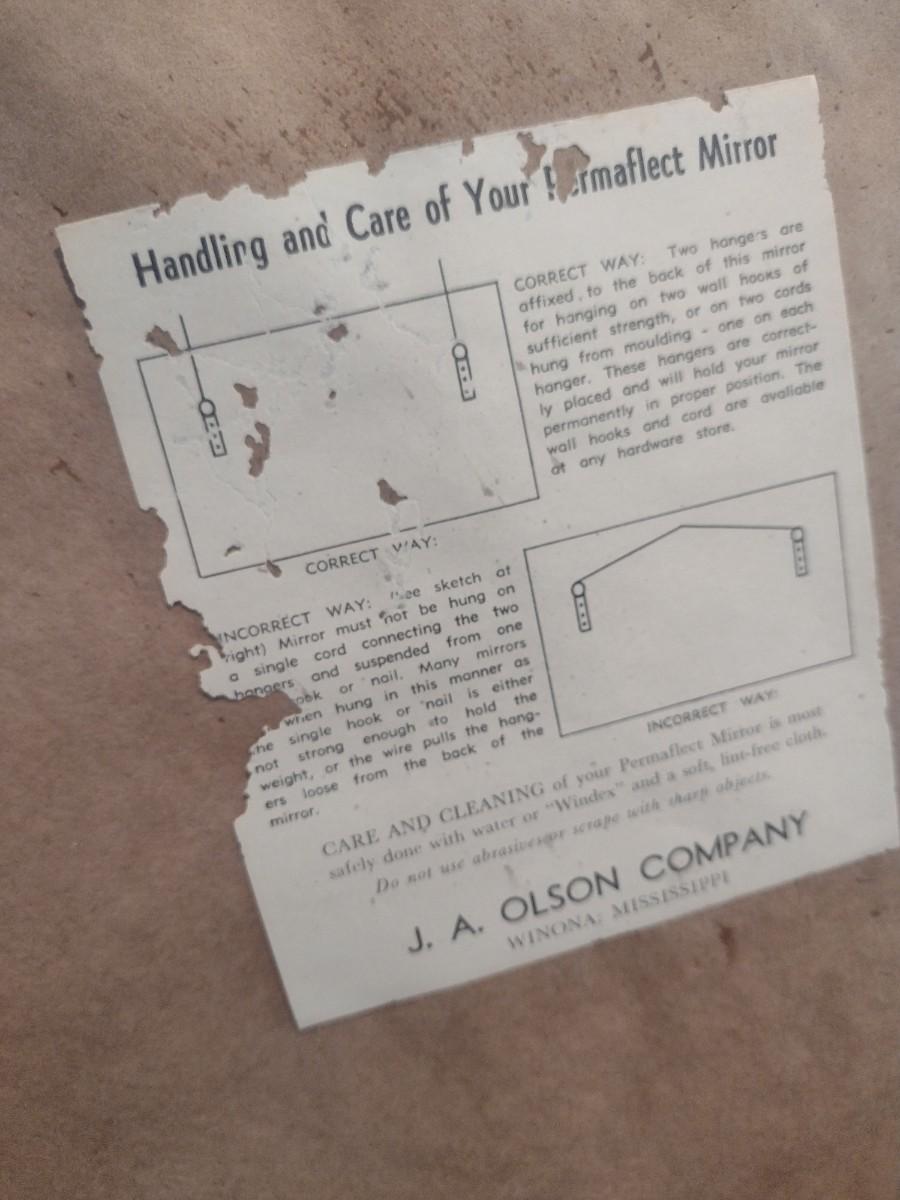 Handling and Care of Your Permaflect Mirror
CORRECT WAY: Two hangers are
affixed to the back of this mirror
for hanging on two wall hooks of
sufficient strength, or on two cords
hung from moulding - one on each
hanger. These hangers are correct-
ly placed and will hold your mirror
permanently in proper position. The
wall hooks and cord are avaliable
at any hardware store.
CORRECT WAY:
INCORRECT WAY: See sketch at
right) Mirror must not be hung on
a single cord connecting the two
hangers and suspended from one
or nail. Many mirrors
when hung in this manner as
the single hook or nail is either
not strong enough to hold the
weight, or the wire pulls the hang-
ers loose from the back of the
mirror.
INCORRECT WAY:
CARE AND CLEANING of your Permaflect Mirror is most
safely done with water or "Windex" and a soft, lint-free cloth.
Do not use abrasives or scrape with sharp objects.
J. A. OLSON COMPANY
WINONA, MISSISSIPPI